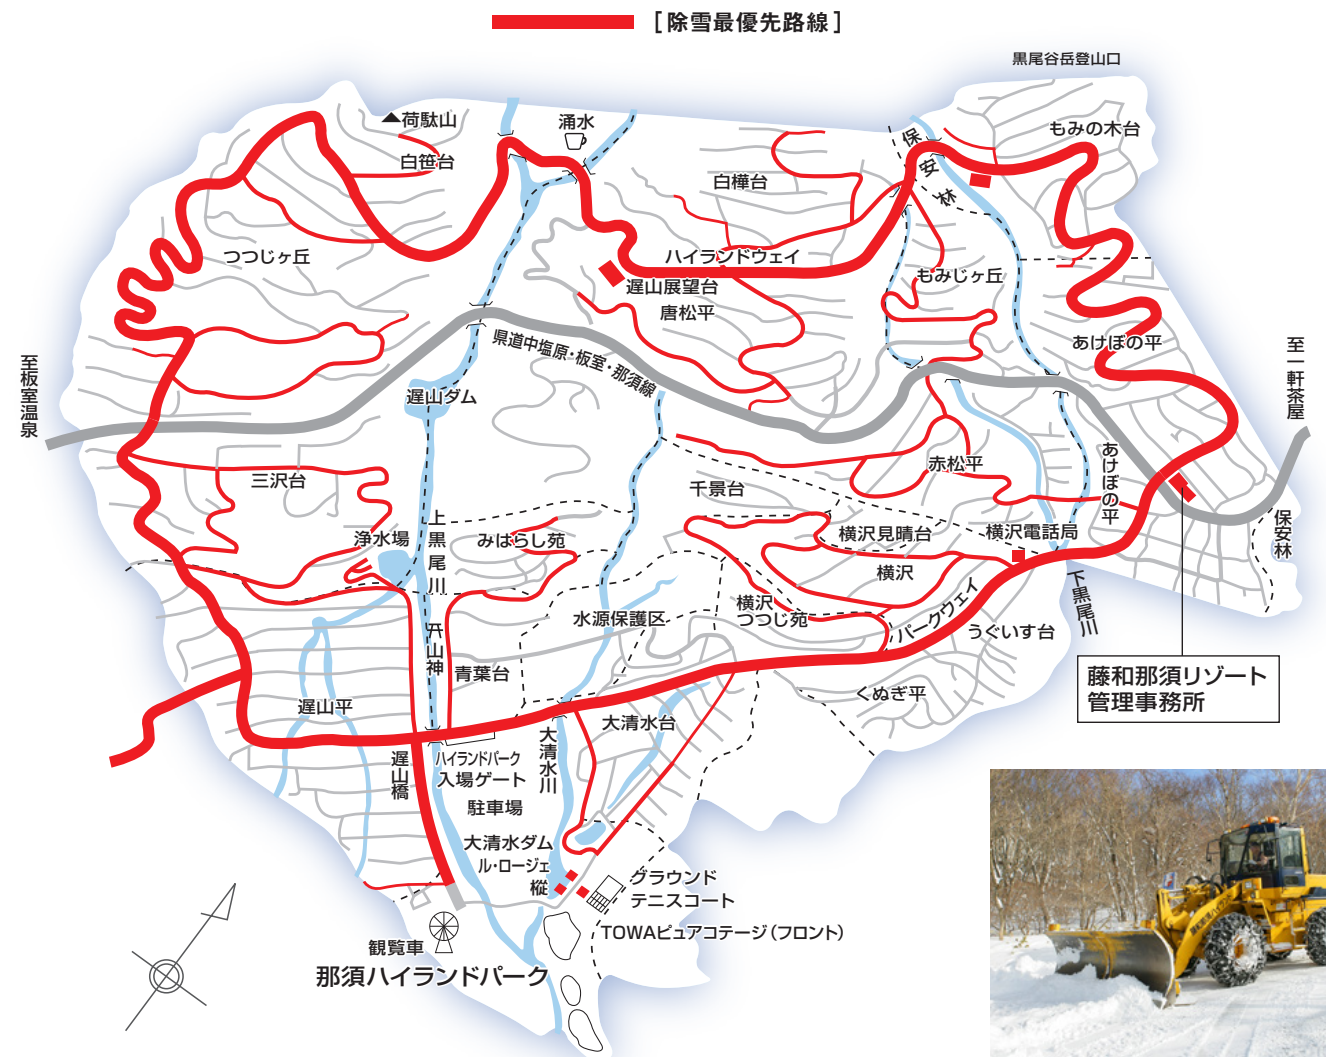 [除雪最優先路線]
黒尾谷岳登山口
荷駄山
涌水
もみの木台
保安林
白笹台
白樺台
つつじヶ丘
ハイランドウェイ
もみじヶ丘
遅山展望台
唐松平
県道中塩原・板室・那須線
あけぼの平
至一軒茶屋
至板室温泉
遅山ダム
三沢台
千景台
赤松平
あけぼの平
保安林
上黒尾川
浄水場
みはらし苑
横沢見晴台
横沢電話局
横沢
下黒尾川
水源保護区
横沢
つつじ苑
パークウェイ
うぐいす台
山神
青葉台
藤和那須リゾート
管理事務所
くぬぎ平
遅山平
大清水台
遅山橋
ハイランドパーク
入場ゲート
大清水川
駐車場
大清水ダム
ル・ロージェ
樅
グラウンド
テニスコート
TOWAピュアコテージ(フロント)
観覧車
那須ハイランドパーク